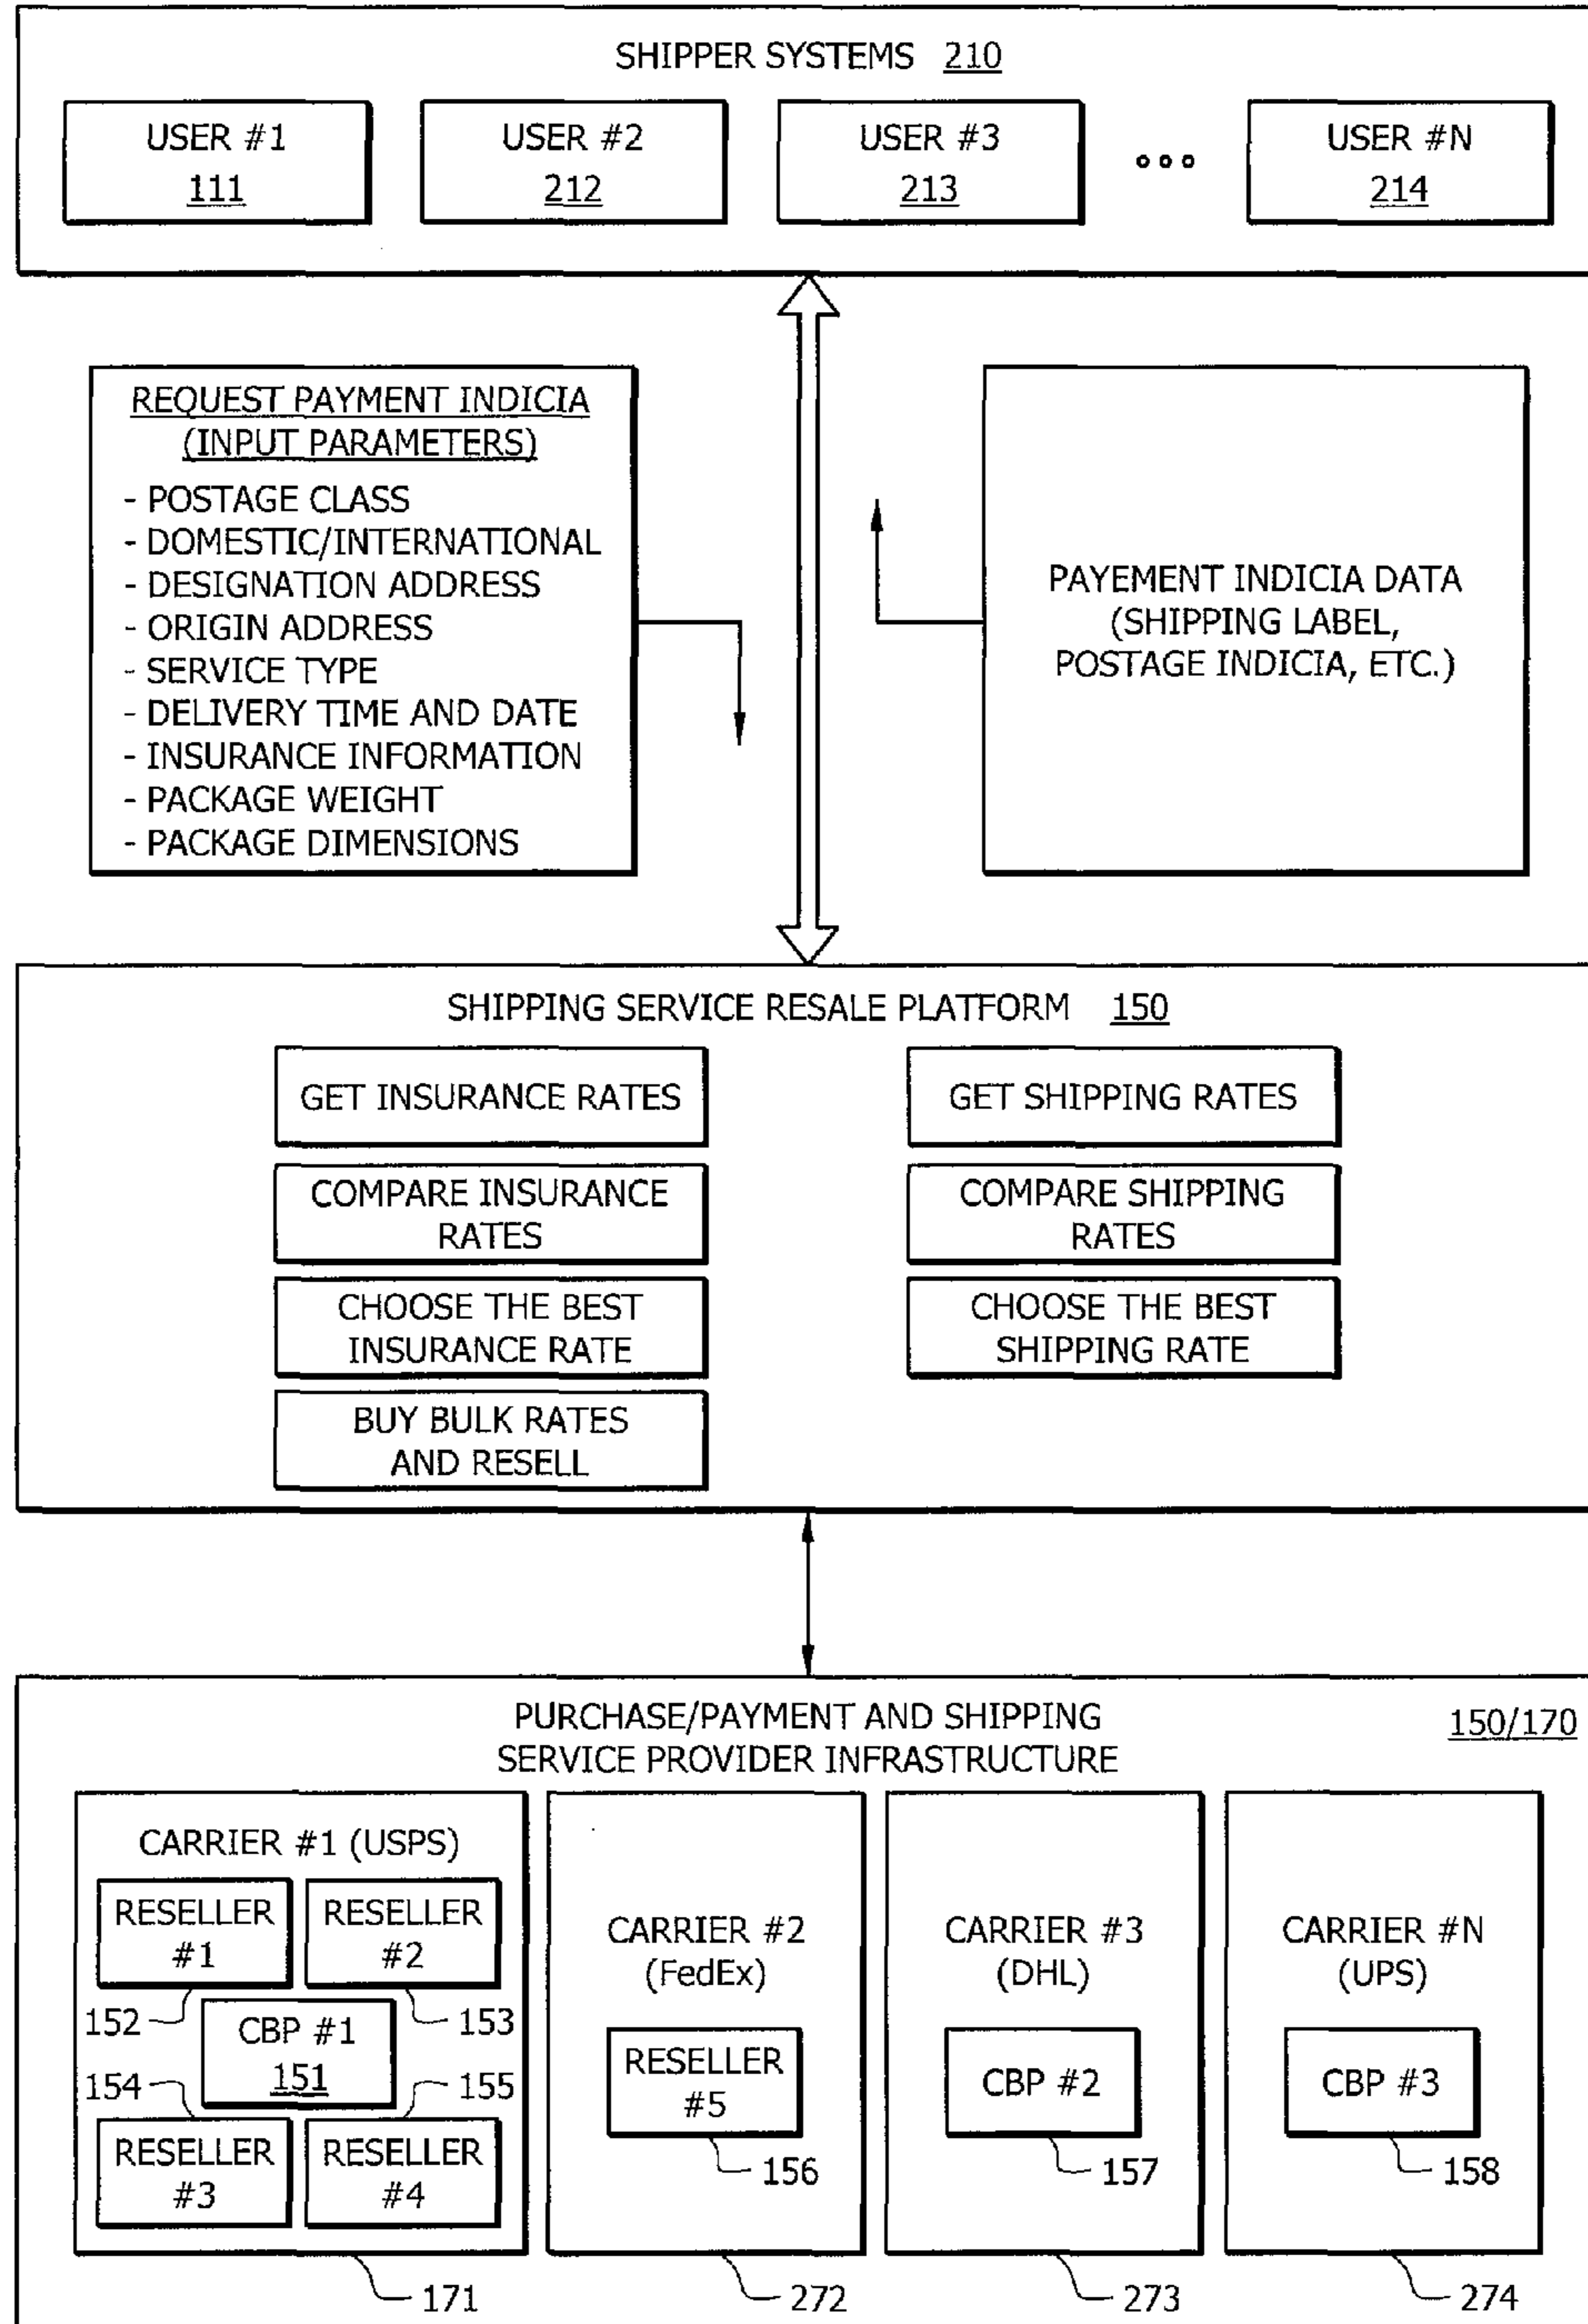 SHIPPER SYSTEMS 210
USER #1
111
USER #2
212
USER #3
213
USER #N
214
REQUEST PAYMENT INDICIA
(INPUT PARAMETERS)
- POSTAGE CLASS
- DOMESTIC/INTERNATIONAL
- DESIGNATION ADDRESS
- ORIGIN ADDRESS
- SERVICE TYPE
- DELIVERY TIME AND DATE
- INSURANCE INFORMATION
- PACKAGE WEIGHT
- PACKAGE DIMENSIONS
PAYEMENT INDICIA DATA
(SHIPPING LABEL,
POSTAGE INDICIA, ETC.)
SHIPPING SERVICE RESALE PLATFORM 150
GET INSURANCE RATES
COMPARE INSURANCE
RATES
CHOOSE THE BEST
INSURANCE RATE
BUY BULK RATES
AND RESELL
GET SHIPPING RATES
COMPARE SHIPPING
RATES
CHOOSE THE BEST
SHIPPING RATE
PURCHASE/PAYMENT AND SHIPPING
SERVICE PROVIDER INFRASTRUCTURE
150/170
CARRIER #1 (USPS)
RESELLER
#1
RESELLER
#2
152
153
CBP #1
151
154
155
RESELLER
#3
RESELLER
#4
171
CARRIER #2
(FedEx)
RESELLER
#5
156
272
CARRIER #3
(DHL)
CBP #2
157
273
CARRIER #N
(UPS)
CBP #3
158
274